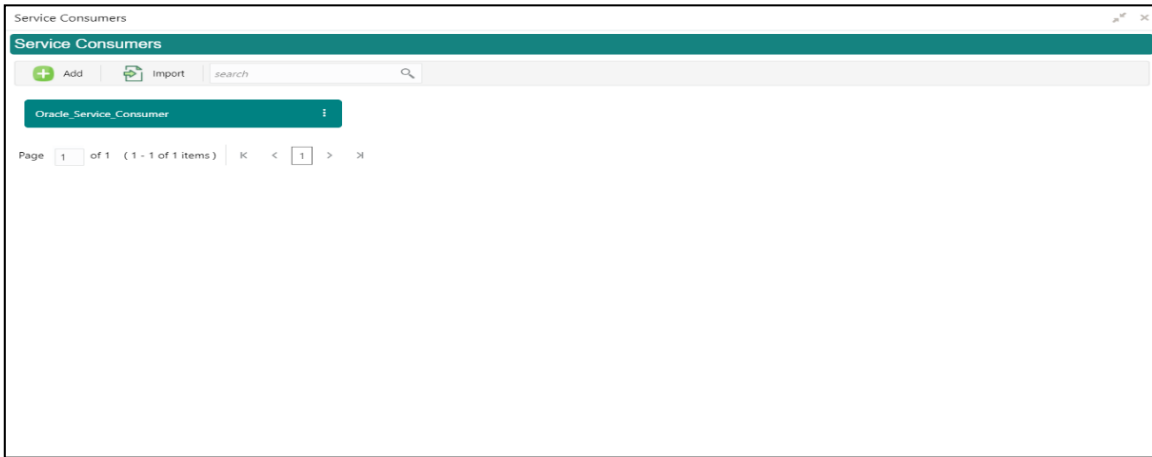 Service Consumers
Service Consumers
Add Import search
Oracle_Service_Consumer
Page 1 of 1 (1 - 1 of 1 items) 1